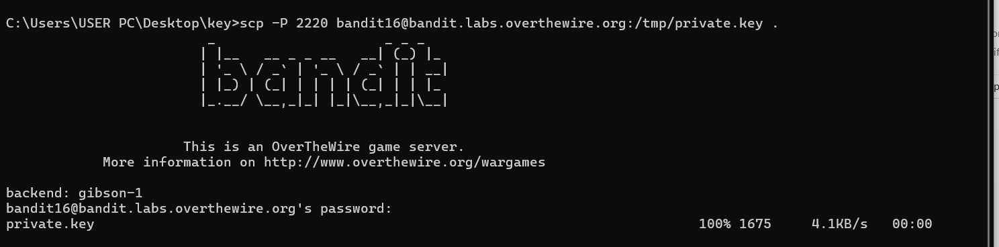 C:\Users\USER PC\Desktop\key>scp -P 2220 bandit16@bandit.labs.overthewire.org:/tmp/private.key .
                         _                     _ _ _
                        | |__   __ _ _ __   __| (_) |_
                        | '_ \ / _` | '_ \ / _` | | __|
                        | |_) | (_| | | | | (_| | | |_
                        |_.__/ \__,_|_| |_|\__,_|_|\__|
                      This is an OverTheWire game server.
            More information on http://www.overthewire.org/wargames
backend: gibson-1
bandit16@bandit.labs.overthewire.org's password:
private.key                                                                           100% 1675     4.1KB/s   00:00